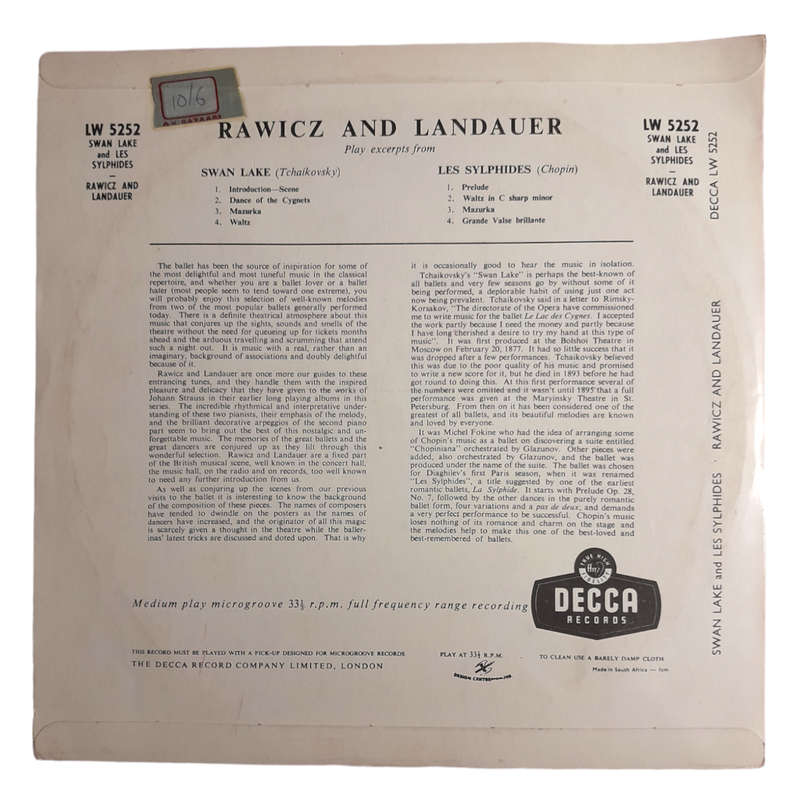 10/6
LW 5252
SWAN LAKE
and LES
SYLPHIDES
—
RAWICZ AND
LANDAUER
RAWICZ AND LANDAUER
Play excerpts from
SWAN LAKE (Tchaikovsky)
1. Introduction—Scene
2. Dance of the Cygnets
3. Mazurka
4. Waltz
LES SYLPHIDES (Chopin)
1. Prelude
2. Waltz in C sharp minor
3. Mazurka
4. Grande Valse brillante
LW 5252
SWAN LAKE
and LES
SYLPHIDES
—
RAWICZ AND
LANDAUER
The ballet has been the source of inspiration for some of
the most delightful and most tuneful music in the classical
repertoire, and whether you are a ballet lover or a ballet
hater (most people seem to tend toward one extreme), you
will probably enjoy this selection of well-known melodies
from two of the most popular ballets generally performed
today. There is a definite theatrical atmosphere about this
music that conjures up the sights, sounds and smells of the
theatre without the need for queueing up for tickets months
ahead and the arduous travelling and scrumming that attend
such a night out. It is music with a real, rather than an
imaginary, background of associations and doubly delightful
because of it.
Rawicz and Landauer are once more our guides to these
entrancing tunes, and they handle them with the inspired
pleasure and delicacy that they have given to the works of
Johann Strauss in their earlier long playing albums in this
series. The incredible rhythmical and interpretative under-
standing of these two pianists, their emphasis of the melody,
and the brilliant decorative arpeggios of the second piano
part seem to bring out the best of this nostalgic and un-
forgettable music. The memories of the great ballets and the
great dancers are conjured up as they lilt through this
wonderful selection. Rawicz and Landauer are a fixed part
of the British musical scene, well known in the concert hall,
the music hall, on the radio and on records, too well known
to need any further introduction from us.
As well as conjuring up the scenes from our previous
visits to the ballet it is interesting to know the background
of the composition of these pieces. The names of composers
have tended to dwindle on the posters as the names of
dancers have increased, and the originator of all this magic
is scarcely given a thought in the theatre while the baller-
inas' latest tricks are discussed and doted upon. That is why
it is occasionally good to hear the music in isolation.
Tchaikovsky's "Swan Lake" is perhaps the best-known of
all ballets and very few seasons go by without some of it
being performed, a deplorable habit of using just one act
now being prevalent. Tchaikovsky said in a letter to Rimsky-
Korsakov, "The directorate of the Opera have commissioned
me to write music for the ballet Le Lac des Cygnes. I accepted
the work partly because I need the money and partly because
I have long cherished a desire to try my hand at this type of
music". It was first produced at the Bolshoi Theatre in
Moscow on February 20, 1877. It had so little success that it
was dropped after a few performances. Tchaikovsky believed
this was due to the poor quality of his music and promised
to write a new score for it, but he died in 1893 before he had
got round to doing this. At this first performance several of
the numbers were omitted and it wasn't until 1895 that a full
performance was given at the Maryinsky Theatre in St.
Petersburg. From then on it has been considered one of the
greatest of all ballets, and its beautiful melodies are known
and loved by everyone.
It was Michel Fokine who had the idea of arranging some
of Chopin's music as a ballet on discovering a suite entitled
"Chopiniana" orchestrated by Glazunov. Other pieces were
added, also orchestrated by Glazunov, and the ballet was
produced under the name of the suite. The ballet was chosen
for Diaghilev's first Paris season, when it was renamed
"Les Sylphides", a title suggested by one of the earliest
romantic ballets, La Sylphide. It starts with Prelude Op. 28,
No. 7, followed by the other dances in the purely romantic
ballet form, four variations and a pas de deux, and demands
a very perfect performance to be successful. Chopin's music
loses nothing of its romance and charm on the stage and
the melodies help to make this one of the best-loved and
best-remembered of ballets.
Medium play microgroove 33⅓ r.p.m. full frequency range recording
TRUE HIGH
ffrr
FIDELITY
DECCA
RECORDS
THIS RECORD MUST BE PLAYED WITH A PICK-UP DESIGNED FOR MICROGROOVE RECORDS
THE DECCA RECORD COMPANY LIMITED, LONDON
PLAY AT 33⅓ R.P.M.
DESIGN CENTRE
TO CLEAN USE A BARELY DAMP CLOTH
Made in South Africa
DECCA LW 5252
RAWICZ AND LANDAUER
SWAN LAKE and LES SYLPHIDES ·